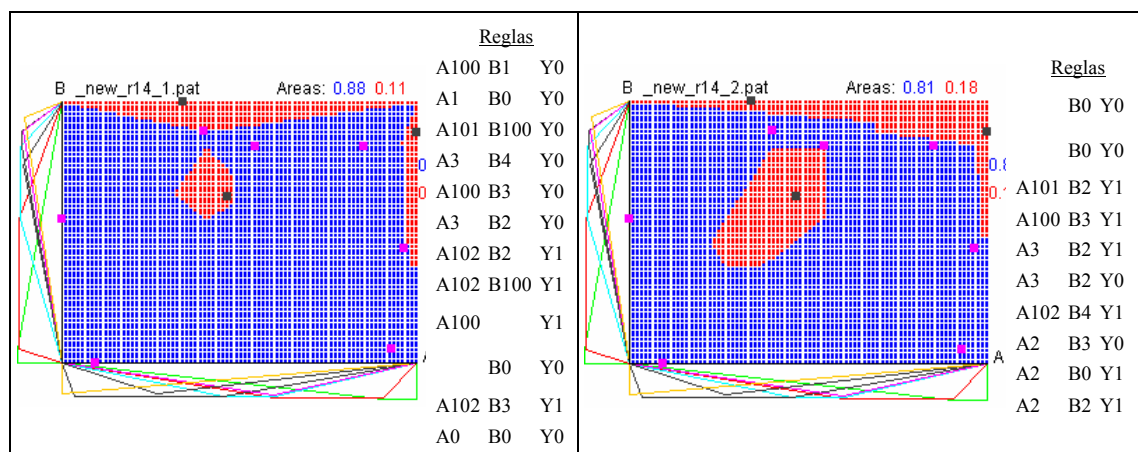 Reglas
B _new_r14_1.pat Areas: 0.88 0.11
A100 B1 Y0
A1 B0 Y0
A101 B100 Y0
A3 B4 Y0
A100 B3 Y0
A3 B2 Y0
A102 B2 Y1
A102 B100 Y1
A100 Y1
B0 Y0
A102 B3 Y1
A0 B0 Y0
Reglas
B _new_r14_2.pat Areas: 0.81 0.18
B0 Y0
B0 Y0
A101 B2 Y1
A100 B3 Y1
A3 B2 Y1
A3 B2 Y0
A102 B4 Y1
A2 B3 Y0
A
A2 B0 Y1
A2 B2 Y1